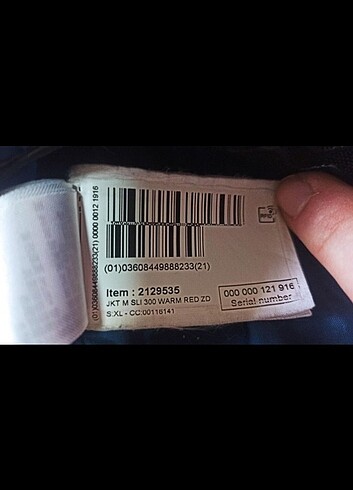 (01)03608449888233(21) 0000 0012 1916
(01)03608449888233(21)
Item : 2129535
JKT M SLI 300 WARM RED ZD
S:XL - CC:00116141
000 000 121 916
Serial number